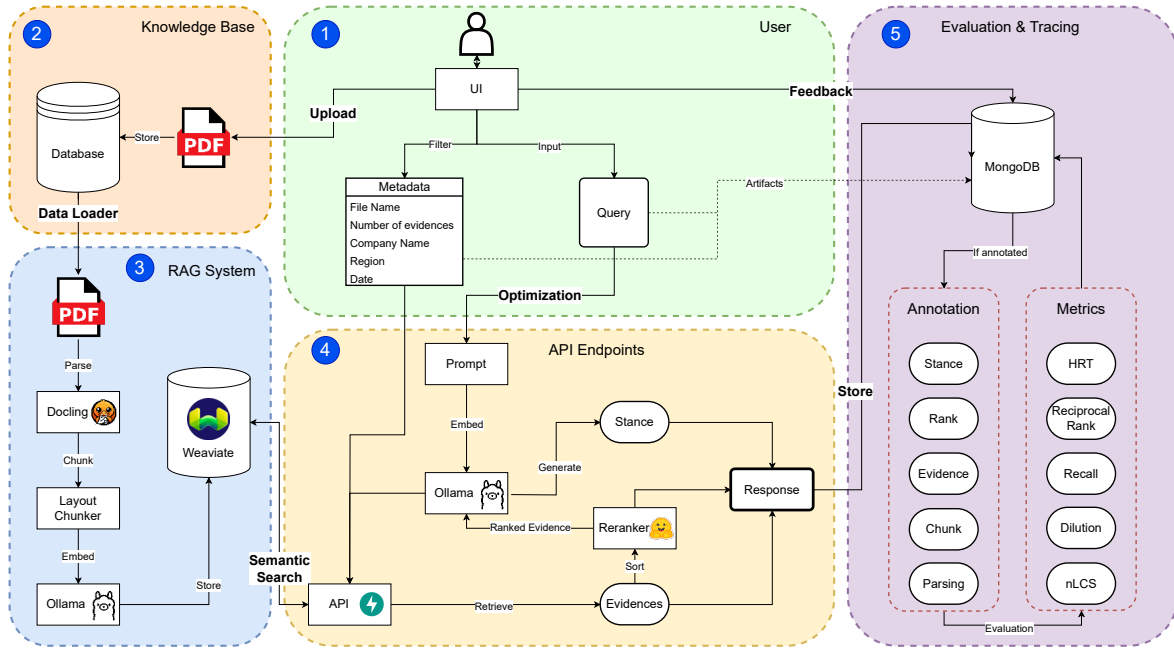 2
Knowledge Base
Database
Store
PDF
Data Loader
1
User
UI
Upload
Feedback
Filter
Input
Metadata
File Name
Number of evidences
Company Name
Region
Date
Query
Artifacts
Optimization
3
RAG System
PDF
Parse
Docling
Chunk
Layout
Chunker
Embed
Ollama
Store
Weaviate
Semantic
Search
4
API Endpoints
Prompt
Embed
Ollama
Generate
Stance
Ranked Evidence
Reranker
Sort
API
Retrieve
Evidences
Response
Store
5
Evaluation & Tracing
MongoDB
If annotated
Annotation
Stance
Rank
Evidence
Chunk
Parsing
Metrics
HRT
Reciprocal
Rank
Recall
Dilution
nLCS
Evaluation